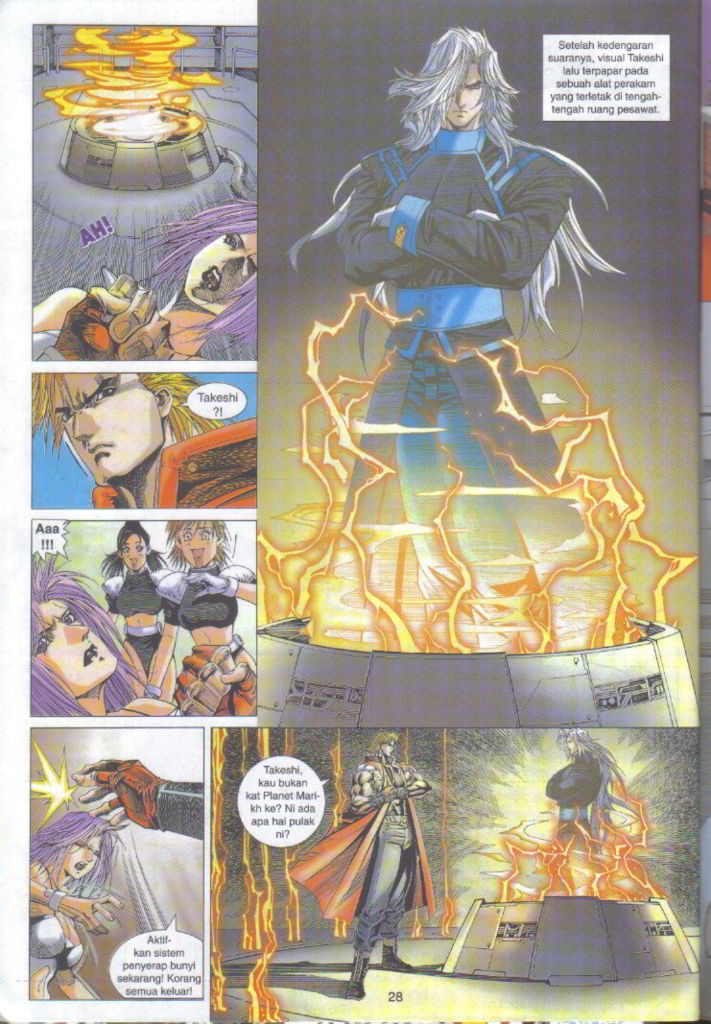 Setelah kedengaran
suaranya, visual Takeshi
lalu terpapar pada
sebuah alat perakam
yang terletak di tengah-
tengah ruang pesawat.
AH!
Takeshi
?!
Aaa
!!!
Aktif-
kan sistem
penyerap bunyi
sekarang! Korang
semua keluar!
Takeshi,
kau bukan
kat Planet Mari-
kh ke? Ni ada
apa hal pulak
ni?
28